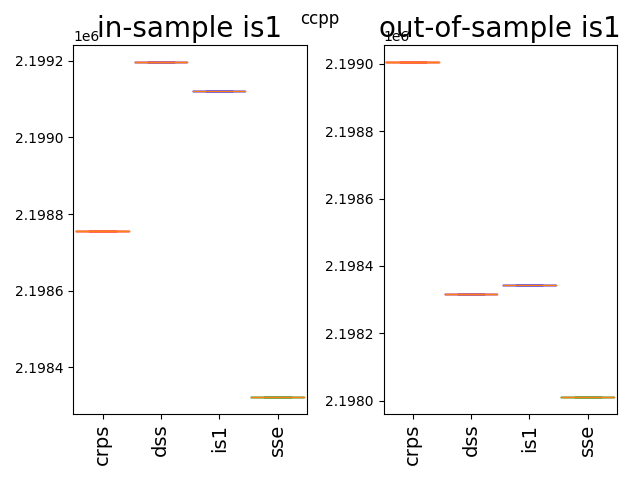 ccpp
in-sample is1
1e6
2.1992
2.1990
2.1988
2.1986
2.1984
crps
dss
is1
sse
out-of-sample is1
1e6
2.1990
2.1988
2.1986
2.1984
2.1982
2.1980
crps
dss
is1
sse